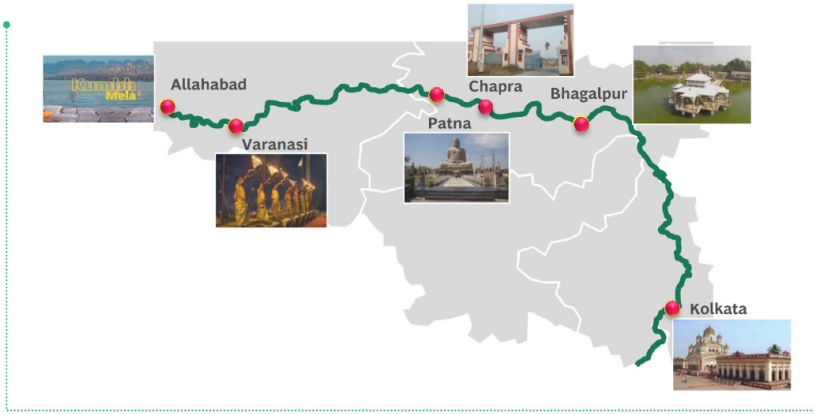 Kumbh
Mela'
Allahabad
Varanasi
Patna
Chapra
Bhagalpur
Kolkata